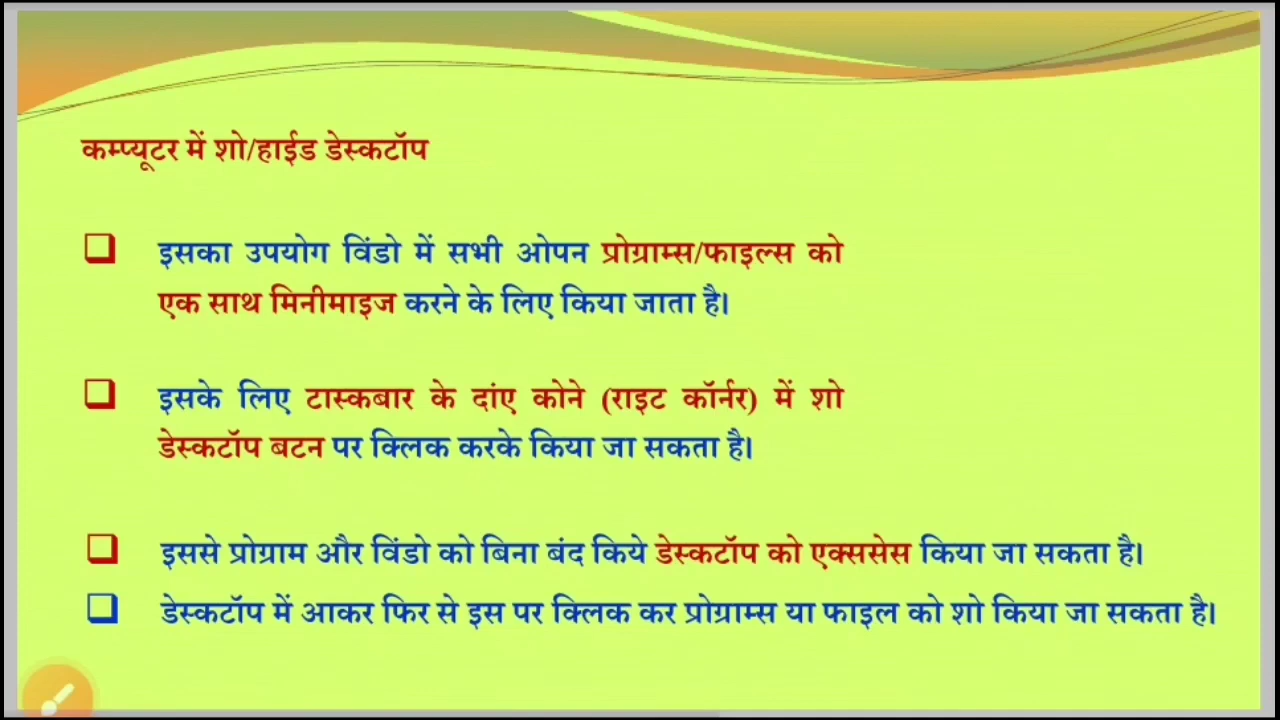 कम्प्यूटर में शो/हाईड डेस्कटॉप
इसका उपयोग विंडो में सभी ओपन प्रोग्राम्स/फाइल्स को
एक साथ मिनीमाइज करने के लिए किया जाता है।
इसके लिए टास्कबार के दांए कोने (राइट कॉर्नर) में शो
डेस्कटॉप बटन पर क्लिक करके किया जा सकता है।
इससे प्रोग्राम और विंडो को बिना बंद किये डेस्कटॉप को एक्ससेस किया जा सकता है।
डेस्कटॉप में आकर फिर से इस पर क्लिक कर प्रोग्राम्स या फाइल को शो किया जा सकता है।